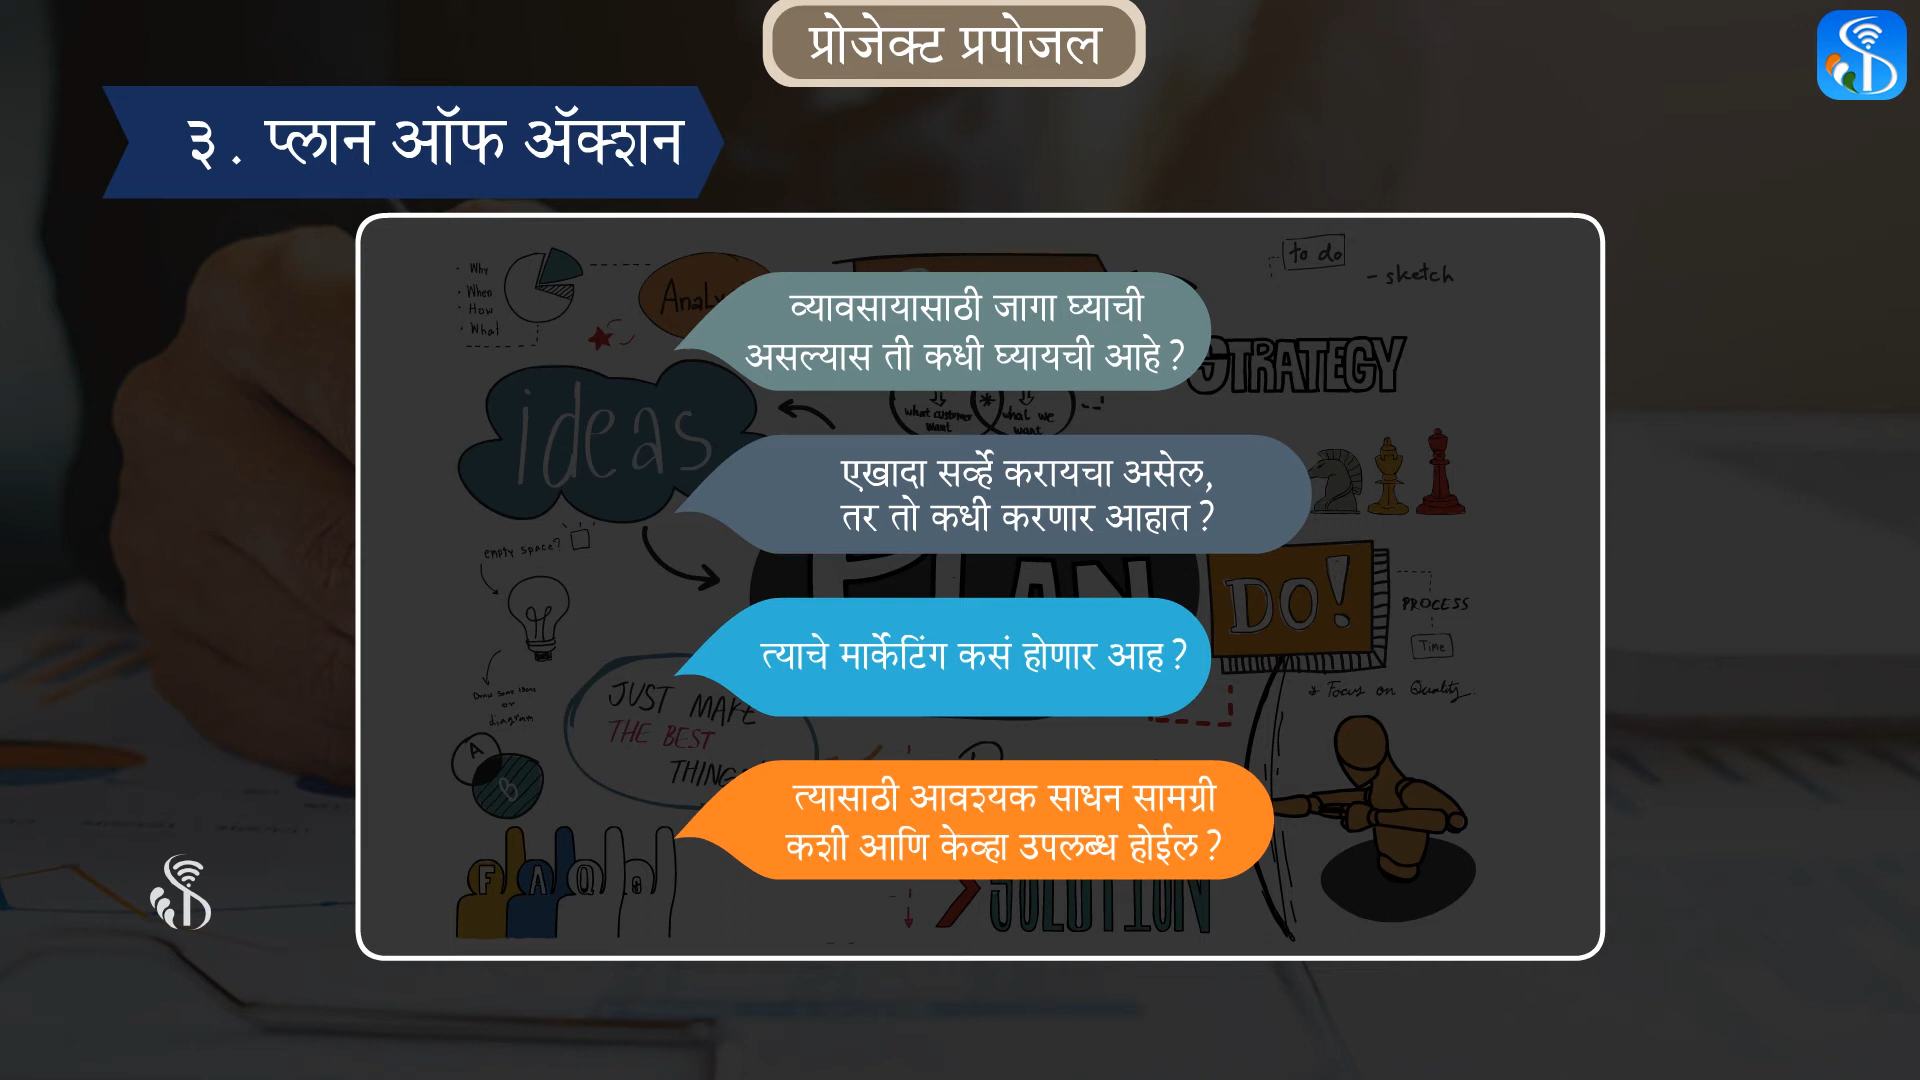 प्रोजेक्ट प्रपोजल
३. प्लान ऑफ ॲक्शन
to do
- sketch
Why
When
How
What
व्यावसायासाठी जागा घ्याची
असल्यास ती कधी घ्यायची आहे ?
STRATEGY
ideas
what customer
want
what we
want
एखादा सर्व्हे करायचा असेल,
तर तो कधी करणार आहात ?
empty space?
PLAN
DO!
PROCESS
Time
त्याचे मार्केटिंग कसं होणार आह ?
Focus on Quality
or
diagram
JUST MAKE
THE BEST
A
B
त्यासाठी आवश्यक साधन सामग्री
कशी आणि केव्हा उपलब्ध होईल ?
F A Q
SOLUTION